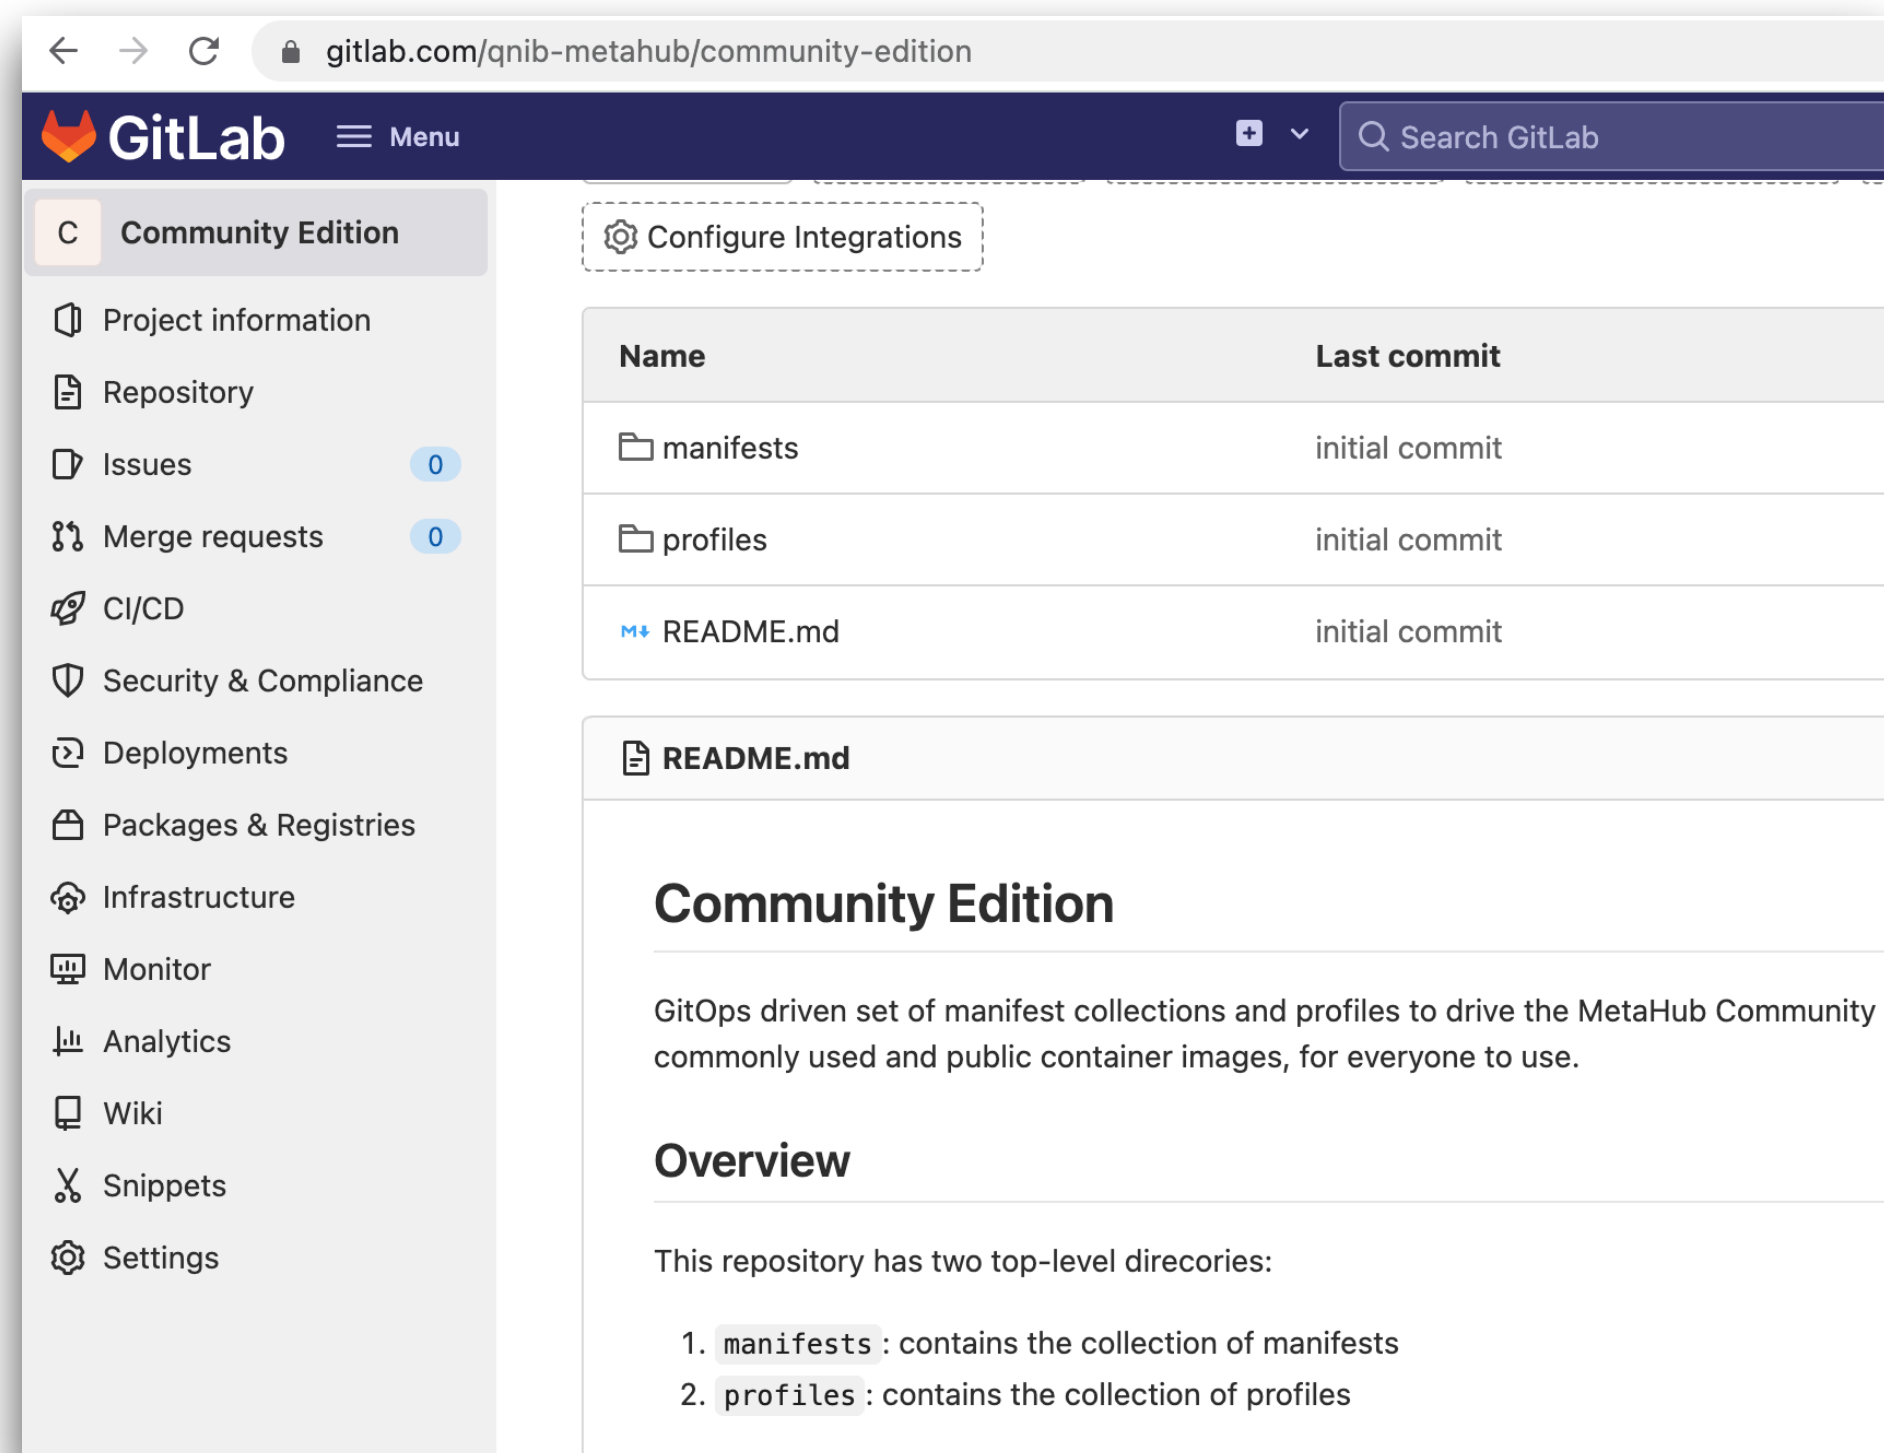 gitlab.com/qnib-metahub/community-edition
GitLab Menu Search GitLab
C Community Edition
Project information
Repository
Issues 0
Merge requests 0
CI/CD
Security & Compliance
Deployments
Packages & Registries
Infrastructure
Monitor
Analytics
Wiki
Snippets
Settings
Configure Integrations
Name Last commit
manifests initial commit
profiles initial commit
README.md initial commit
README.md
Community Edition
GitOps driven set of manifest collections and profiles to drive the MetaHub Community
commonly used and public container images, for everyone to use.
Overview
This repository has two top-level direcories:
1. manifests : contains the collection of manifests
2. profiles : contains the collection of profiles